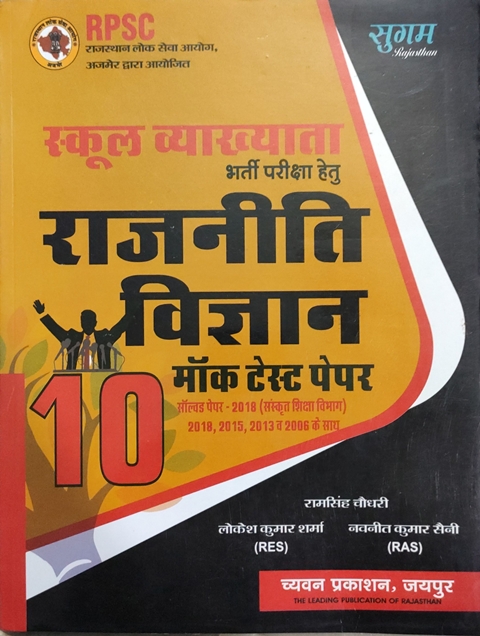 RPSC
राजस्थान लोक सेवा आयोग,
अजमेर द्वारा आयोजित
सुगम
Rajasthan
स्कूल व्याख्याता
भर्ती परीक्षा हेतु
राजनीति
विज्ञान
10
मॉक टेस्ट पेपर
सॉल्वड पेपर - 2018 (संस्कृत शिक्षा विभाग)
2018, 2015, 2013 व 2006 के साथ
रामसिंह चौधरी
लोकेश कुमार शर्मा नवनीत कुमार सैनी
(RES) (RAS)
च्यवन प्रकाशन, जयपुर
THE LEADING PUBLICATION OF RAJASTHAN